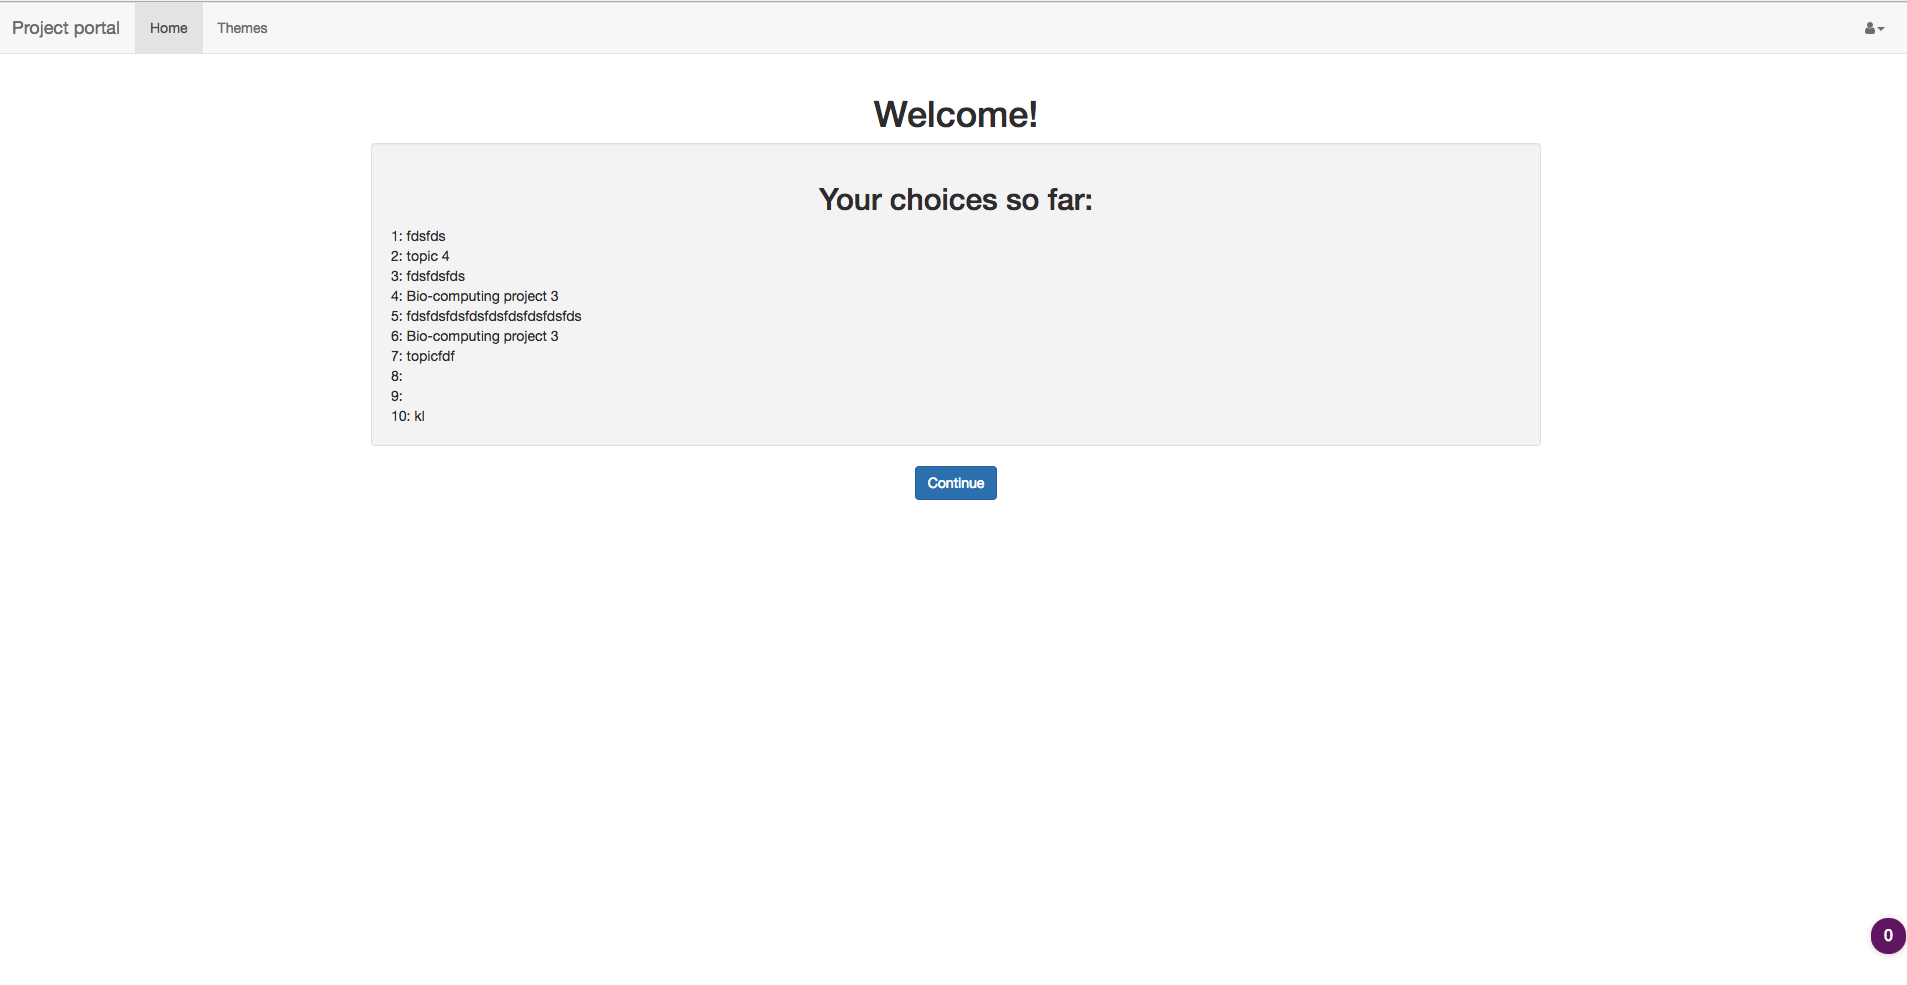 Project portal Home Themes
Welcome!
Your choices so far:
1: fdsfds
2: topic 4
3: fdsfdsfds
4: Bio-computing project 3
5: fdsfdsfdsfdsfdsfdsfdsfdsfds
6: Bio-computing project 3
7: topicfdf
8:
9:
10: kl
Continue
0